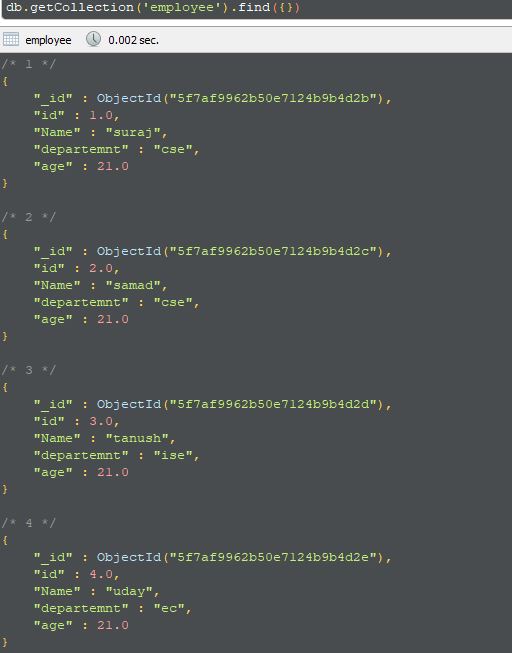 db.getCollection('employee').find({})
employee 0.002 sec.
/* 1 */
{
"_id" : ObjectId("5f7af9962b50e7124b9b4d2b"),
"id" : 1.0,
"Name" : "suraj",
"departemnt" : "cse",
"age" : 21.0
}
/* 2 */
{
"_id" : ObjectId("5f7af9962b50e7124b9b4d2c"),
"id" : 2.0,
"Name" : "samad",
"departemnt" : "cse",
"age" : 21.0
}
/* 3 */
{
"_id" : ObjectId("5f7af9962b50e7124b9b4d2d"),
"id" : 3.0,
"Name" : "tanush",
"departemnt" : "ise",
"age" : 21.0
}
/* 4 */
{
"_id" : ObjectId("5f7af9962b50e7124b9b4d2e"),
"id" : 4.0,
"Name" : "uday",
"departemnt" : "ec",
"age" : 21.0
}